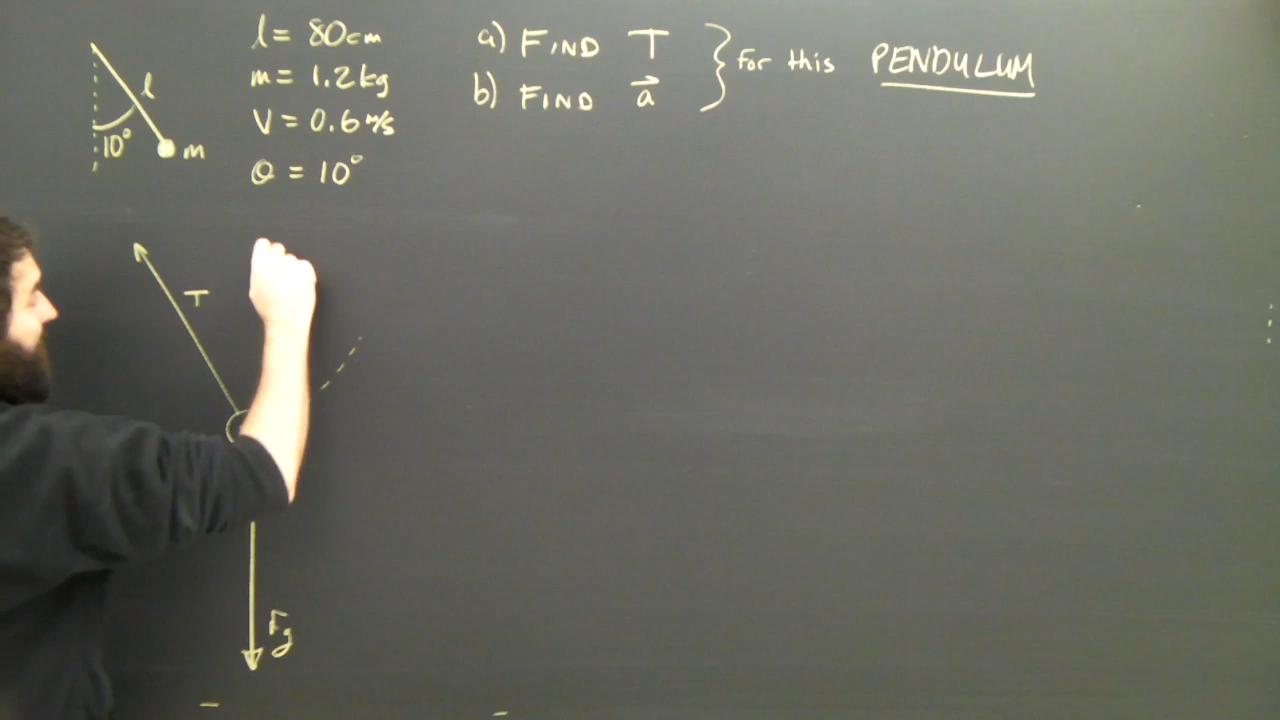 l = 80cm
m = 1.2kg
V = 0.6 m/s
θ = 10°
a) FIND T
b) FIND a⃗
for this PENDULUM
l
10°
m
T
Fg